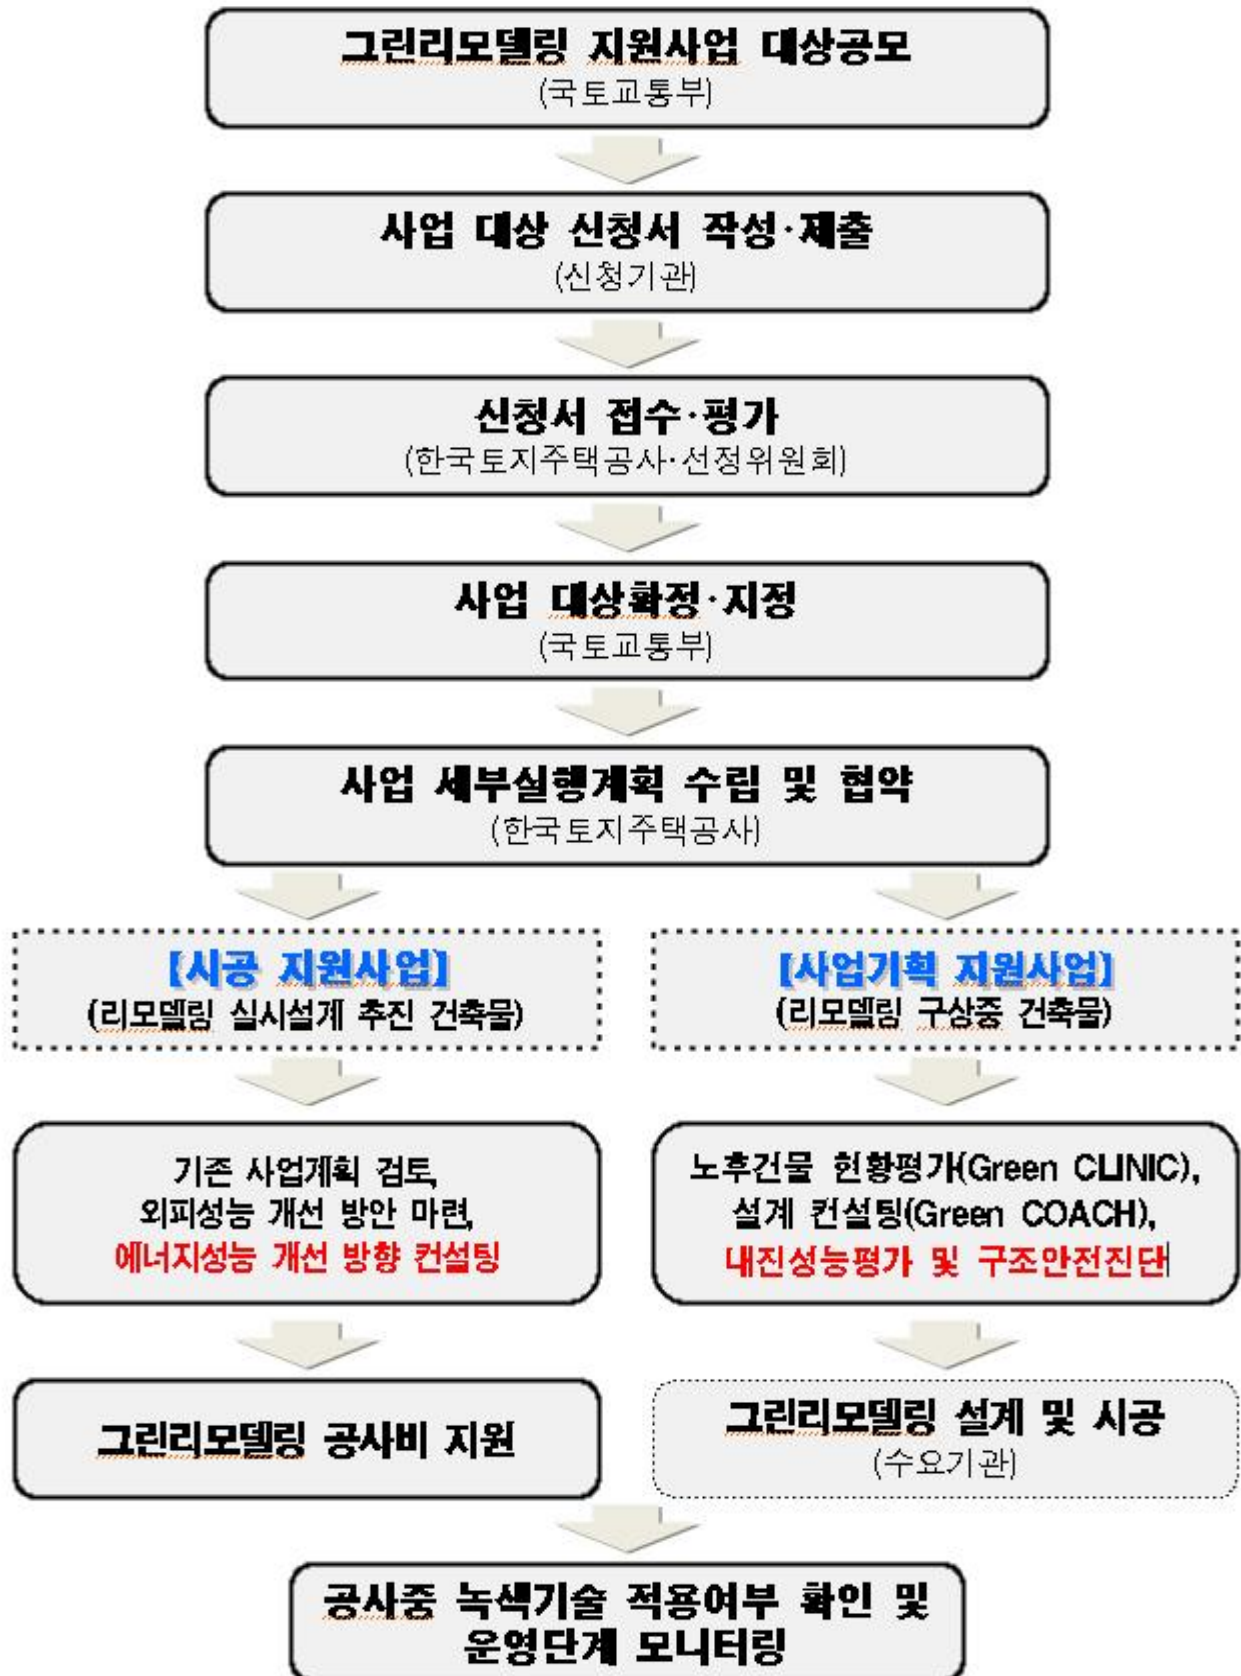 그린리모델링 지원사업 대상공모
(국토교통부)
사업 대상 신청서 작성·제출
(신청기관)
신청서 접수·평가
(한국토지주택공사·선정위원회)
사업 대상확정·지정
(국토교통부)
사업 세부실행계획 수립 및 협약
(한국토지주택공사)
[시공 지원사업]
(리모델링 실시설계 추진 건축물)
[사업기획 지원사업]
(리모델링 구상중 건축물)
기존 사업계획 검토,
외피성능 개선 방안 마련,
에너지성능 개선 방향 컨설팅
노후건물 현황평가(Green CLINIC),
설계 컨설팅(Green COACH),
내진성능평가 및 구조안전진단
그린리모델링 공사비 지원
그린리모델링 설계 및 시공
(수요기관)
공사중 녹색기술 적용여부 확인 및
운영단계 모니터링